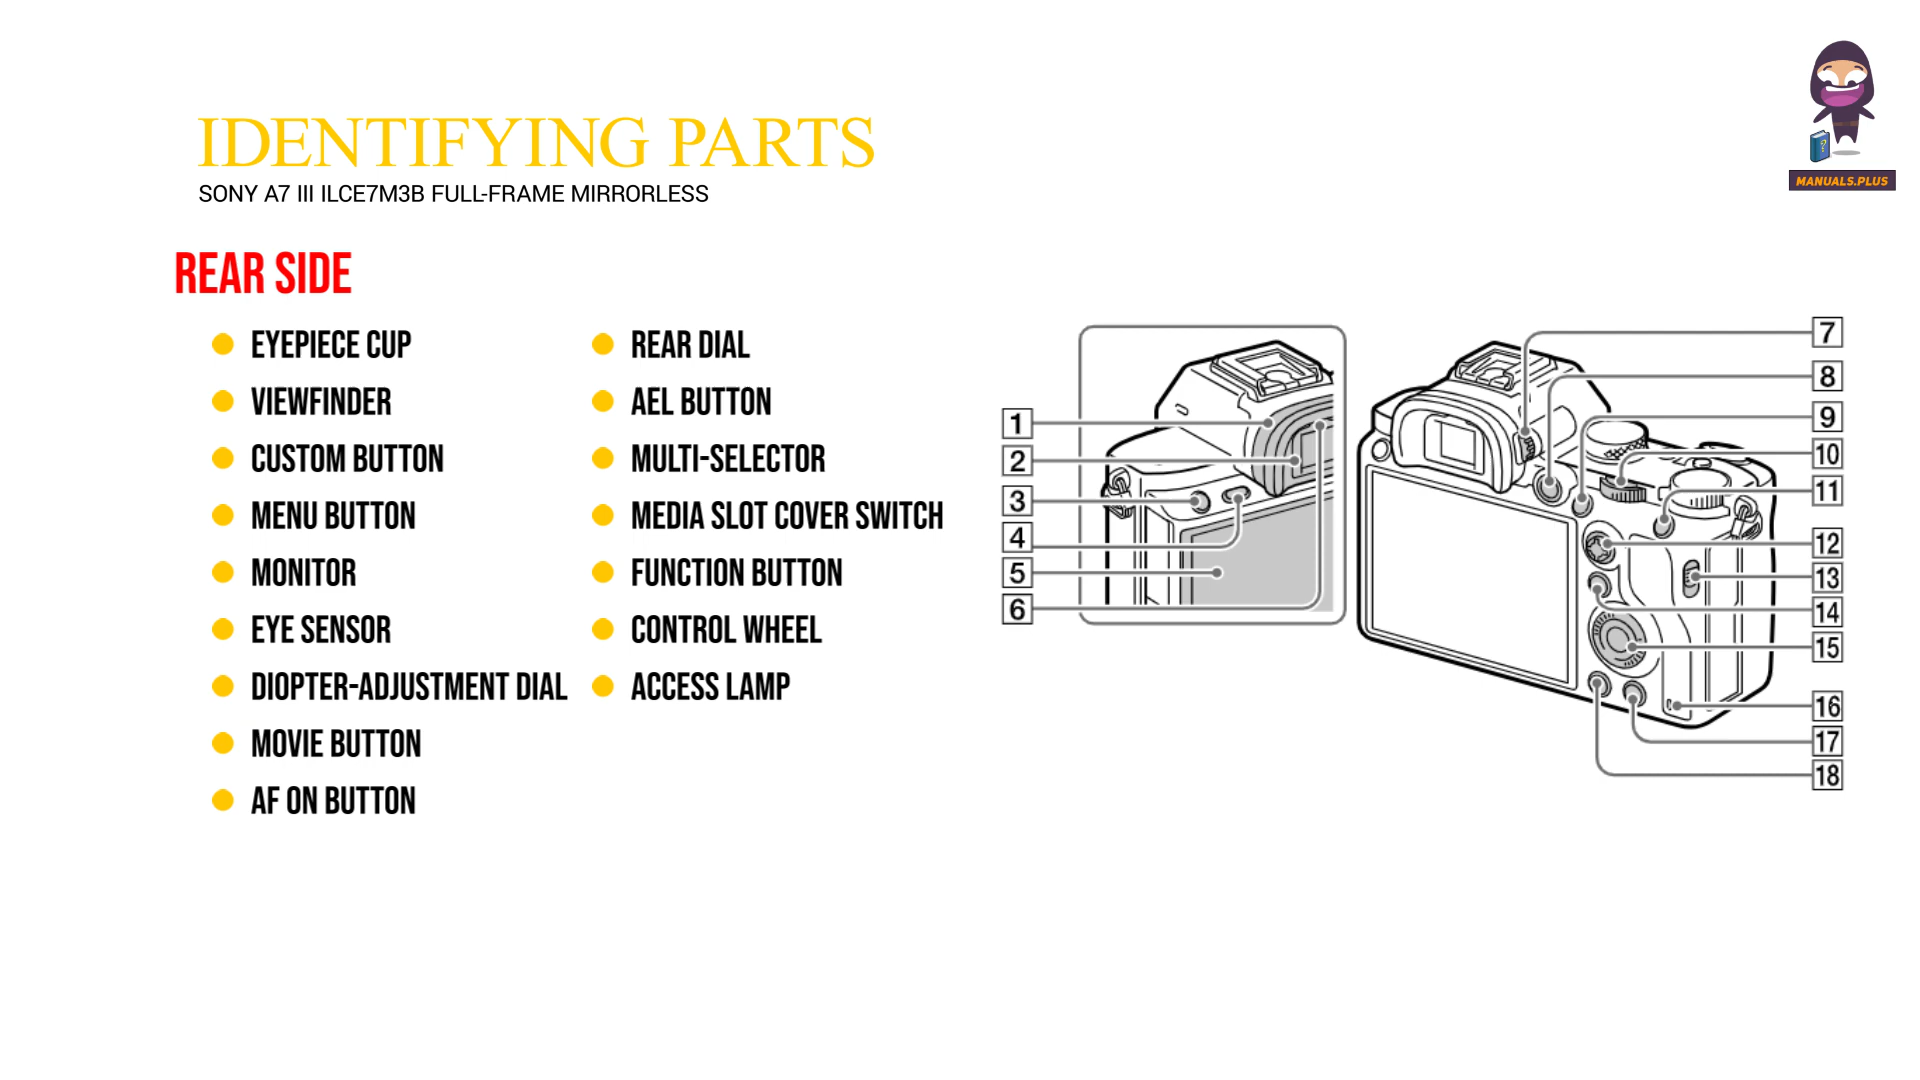 IDENTIFYING PARTS
SONY A7 III ILCE7M3B FULL-FRAME MIRRORLESS
MANUALS.PLUS
REAR SIDE
EYEPIECE CUP
VIEWFINDER
CUSTOM BUTTON
MENU BUTTON
MONITOR
EYE SENSOR
DIOPTER-ADJUSTMENT DIAL
MOVIE BUTTON
AF ON BUTTON
REAR DIAL
AEL BUTTON
MULTI-SELECTOR
MEDIA SLOT COVER SWITCH
FUNCTION BUTTON
CONTROL WHEEL
ACCESS LAMP
1
2
3
4
5
6
7
8
9
10
11
12
13
14
15
16
17
18
?